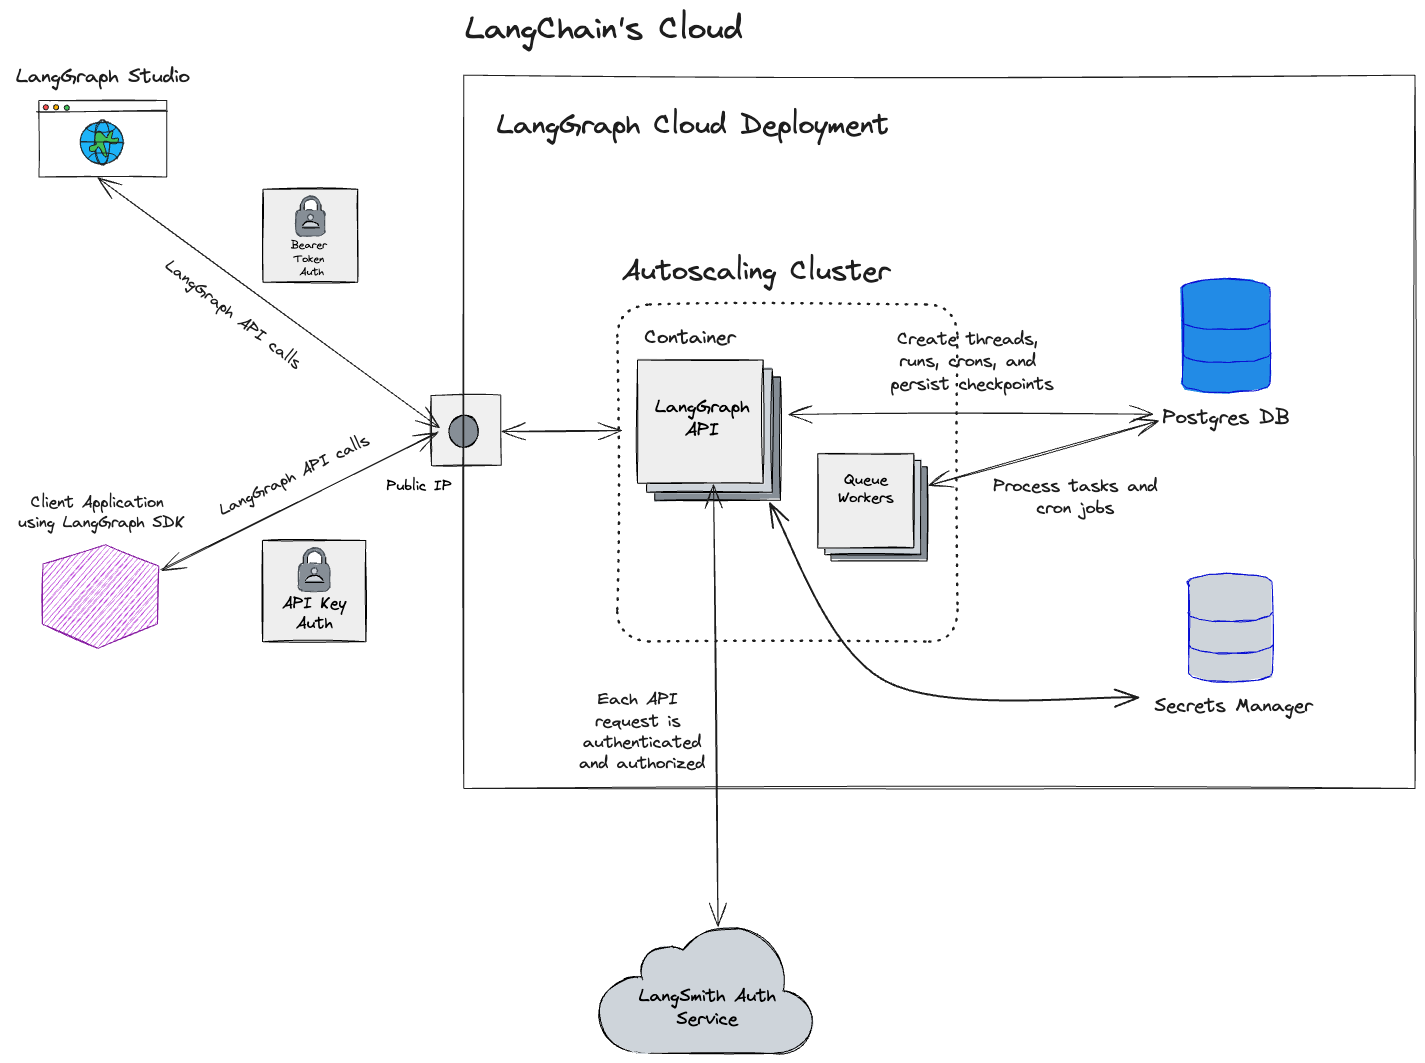 LangChain's Cloud
LangGraph Studio
LangGraph Cloud Deployment
Bearer
Token
Auth
LangGraph API calls
Autoscaling Cluster
Container
LangGraph
API
Create threads,
runs, crons, and
persist checkpoints
Postgres DB
Queue
Workers
Process tasks and
cron jobs
LangGraph API calls
Public IP
Client Application
using LangGraph SDK
API Key
Auth
Each API
request is
authenticated
and authorized
Secrets Manager
LangSmith Auth
Service